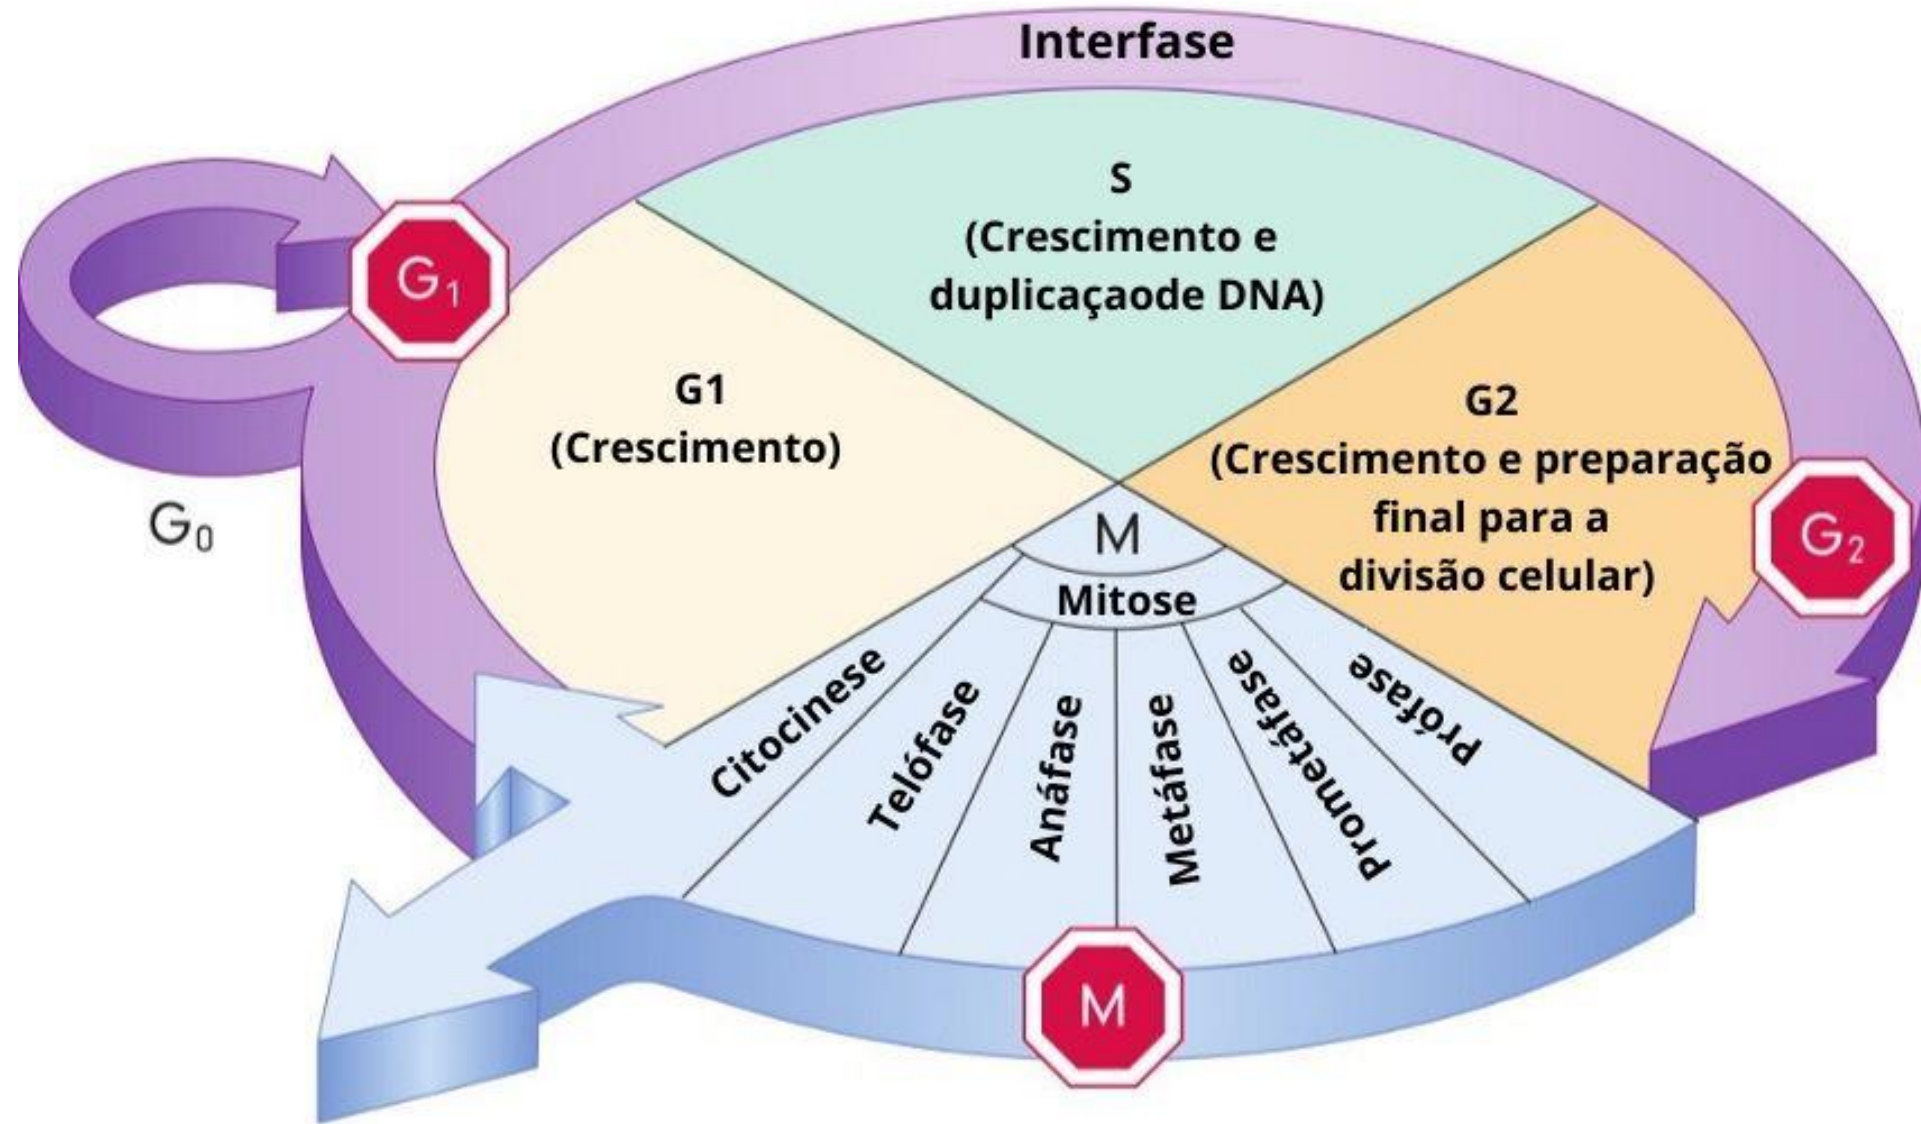 Interfase
S
(Crescimento e
duplicaçaode DNA)
G₁
G1
(Crescimento)
G₀
G2
(Crescimento e preparação
final para a
divisão celular)
G₂
M
Mitose
Citocinese
Telófase
Anáfase
Metáfase
Prometáfase
Prófase
M